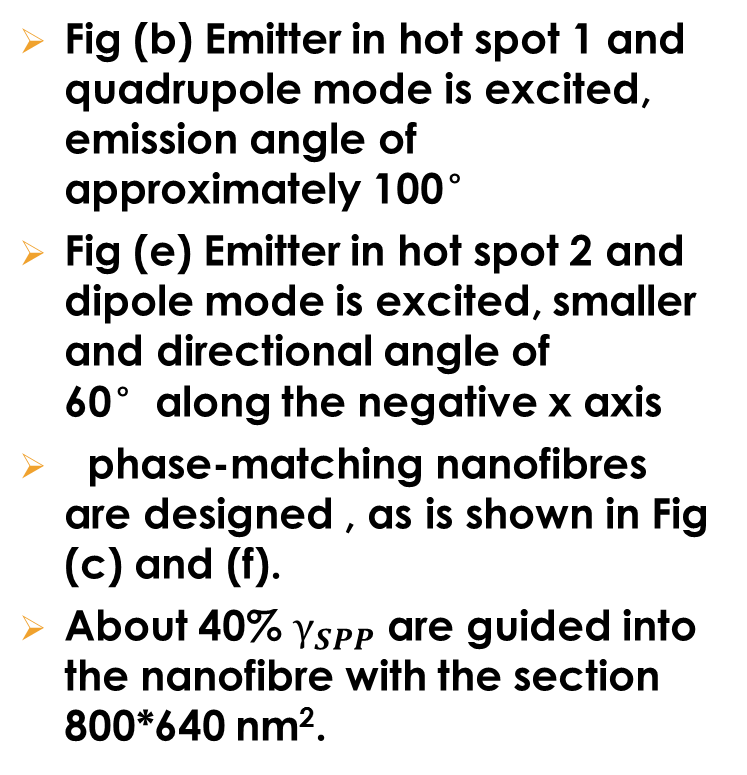 ➢ Fig (b) Emitter in hot spot 1 and
quadrupole mode is excited,
emission angle of
approximately 100°
➢ Fig (e) Emitter in hot spot 2 and
dipole mode is excited, smaller
and directional angle of
60° along the negative x axis
➢ phase-matching nanofibres
are designed , as is shown in Fig
(c) and (f).
➢ About 40% γ_SPP are guided into
the nanofibre with the section
800*640 nm².